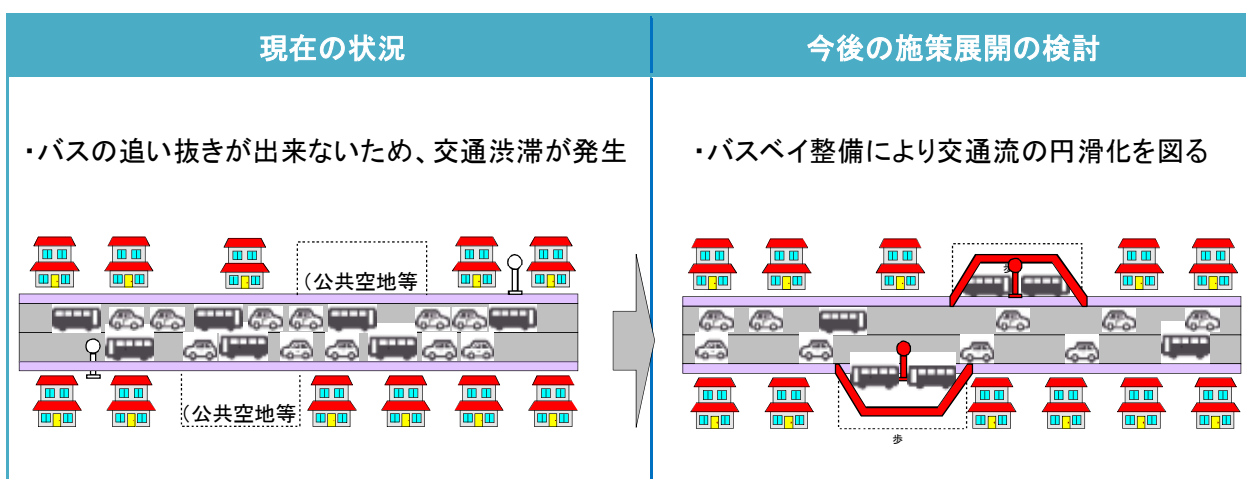 現在の状況
今後の施策展開の検討
・バスの追い抜きが出来ないため、交通渋滞が発生
・バスベイ整備により交通流の円滑化を図る
(公共空地等
(公共空地等
歩
歩